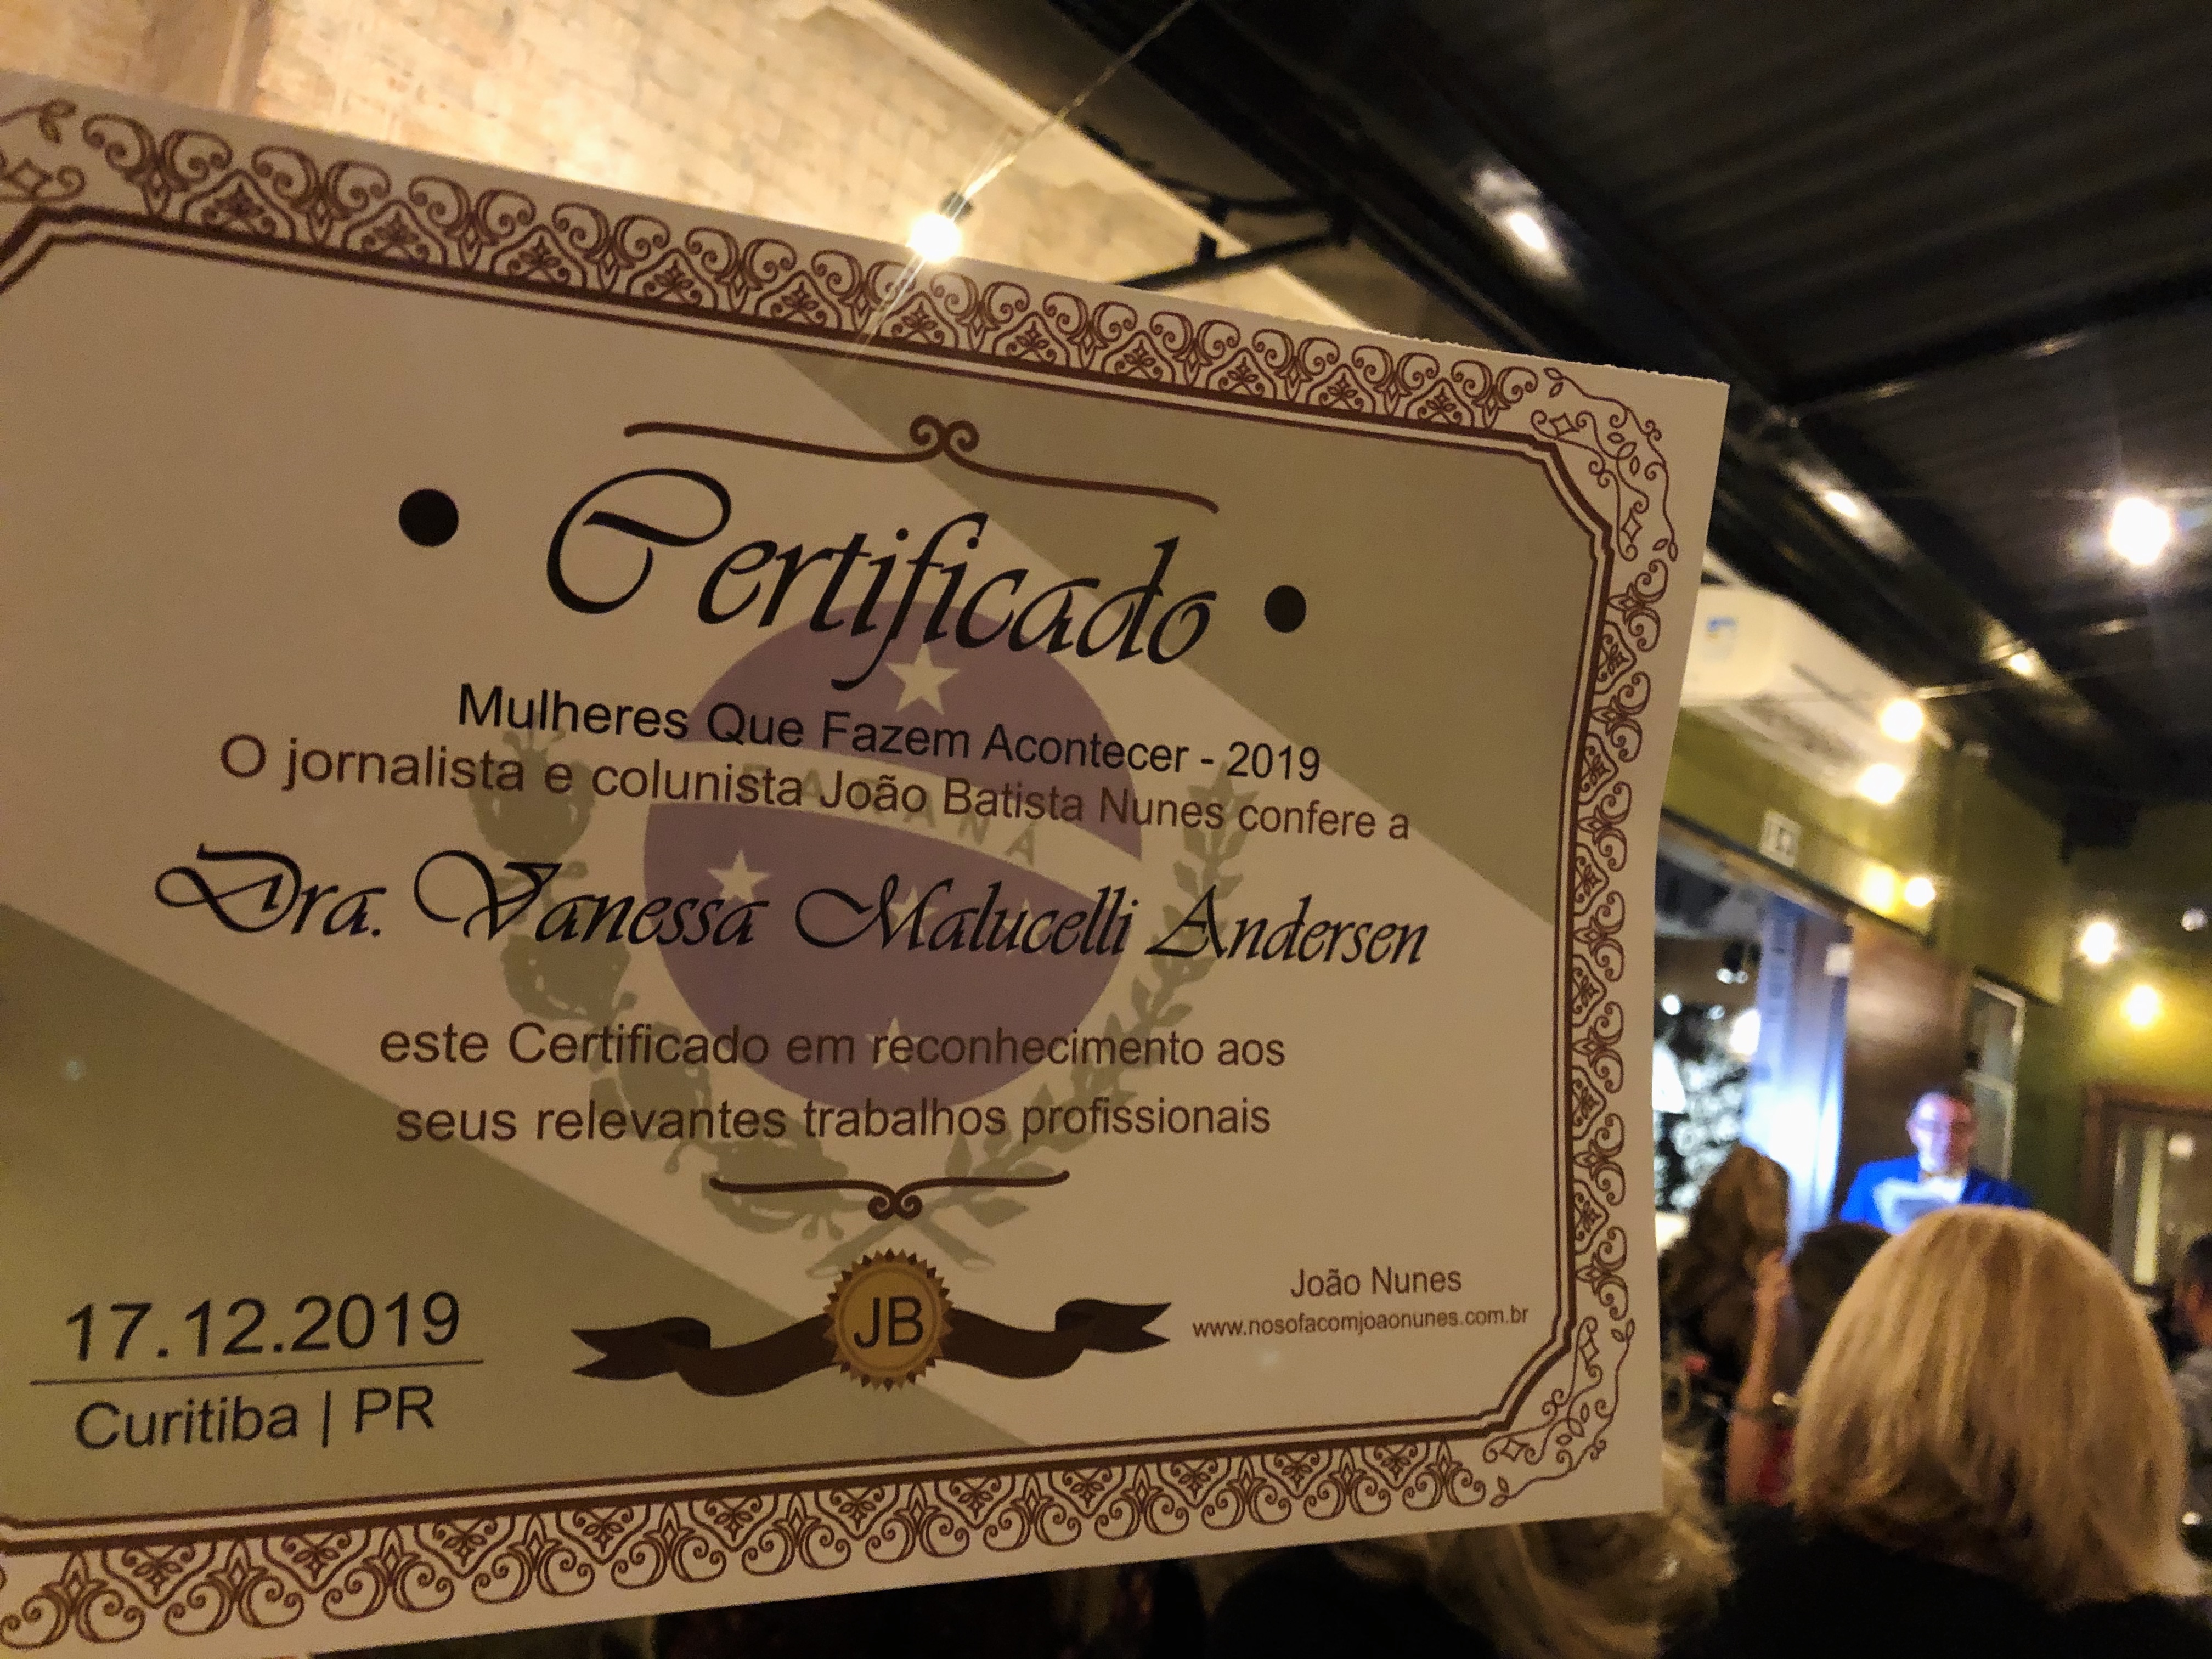 Certificado
Mulheres Que Fazem Acontecer - 2019
O jornalista e colunista João Batista Nunes confere a
PARANÁ
Dra. Vanessa Malucelli Andersen
este Certificado em reconhecimento aos
seus relevantes trabalhos profissionais
17.12.2019
Curitiba | PR
JB
João Nunes
www.nosofacomjoaonunes.com.br